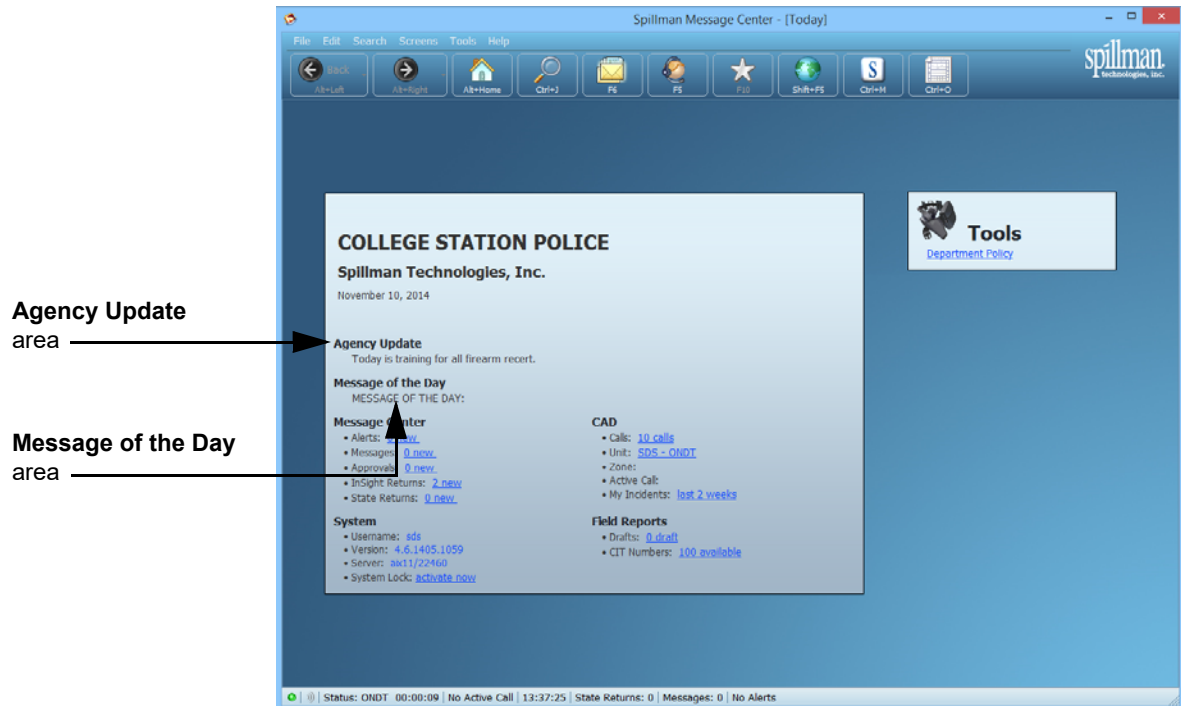 Spillman Message Center - [Today]
File Edit Search Screens Tools Help
Back
Alt+Left Alt+Right Alt+Home Ctrl+J F6 F5 F10 Shift+F5 Ctrl+M Ctrl+O
S
spillman
technologies, inc.
COLLEGE STATION POLICE
Spillman Technologies, Inc.
November 10, 2014
Tools
Department Policy
Agency Update
area
Agency Update
Today is training for all firearm recert.
Message of the Day
MESSAGE OF THE DAY:
Message of the Day
area
Message Center
• Alerts: new
• Messages: 0 new
• Approvals: 0 new
• InSight Returns: 2 new
• State Returns: 0 new
CAD
• Calls: 10 calls
• Unit: SDS - ONDT
• Zone:
• Active Call:
• My Incidents: last 2 weeks
System
• Username: sds
• Version: 4.6.1405.1059
• Server: aix11/22460
• System Lock: activate now
Field Reports
• Drafts: 0 draft
• CIT Numbers: 100 available
Status: ONDT 00:00:09 | No Active Call | 13:37:25 | State Returns: 0 | Messages: 0 | No Alerts